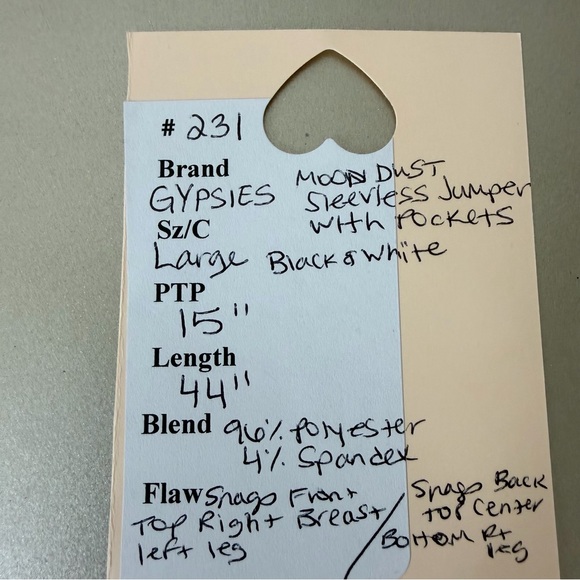 # 231
Brand
GYPSIES MOON DUST
Sleevless Jumper
with Pockets
Sz/C
Large Black & White
PTP
15"
Length
44"
Blend 96% Polyester
4% Spandex
Flaw Snags Front
Top Right Breast
left leg
/ Snags Back
top Center
Bottom Rt
leg